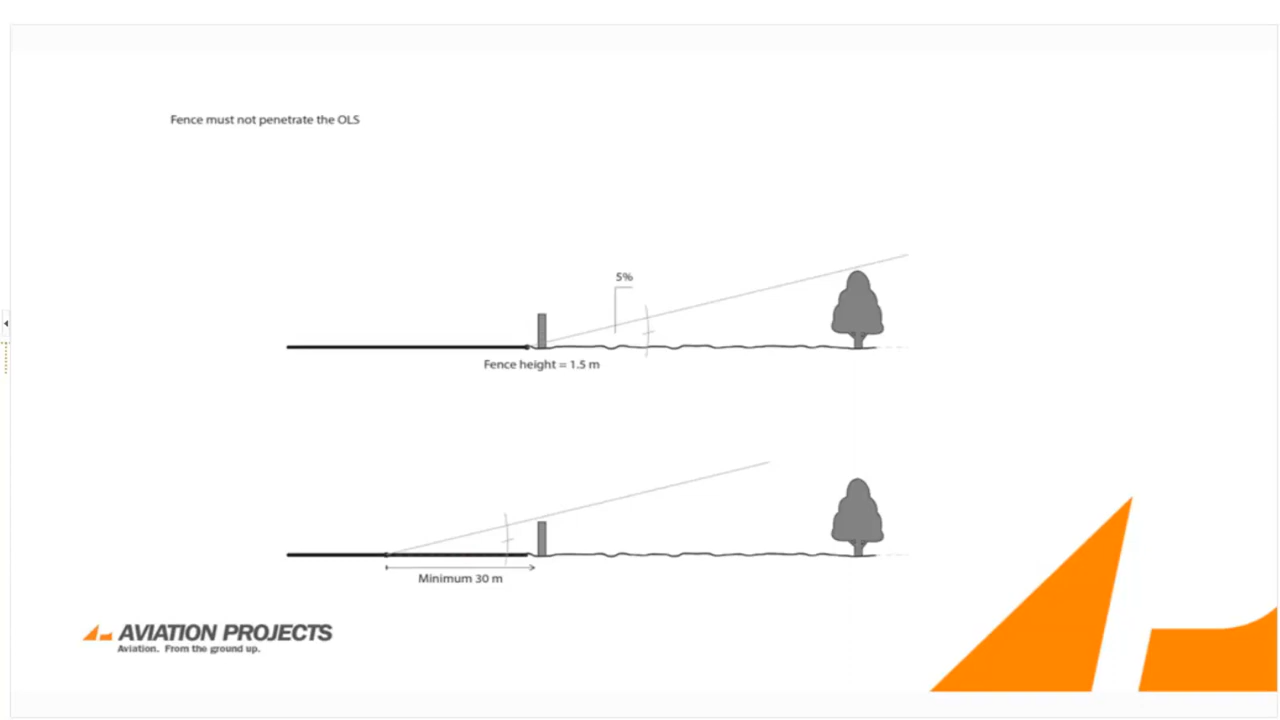 Fence must not penetrate the OLS
5%
Fence height = 1.5 m
Minimum 30 m
AVIATION PROJECTS
Aviation. From the ground up.